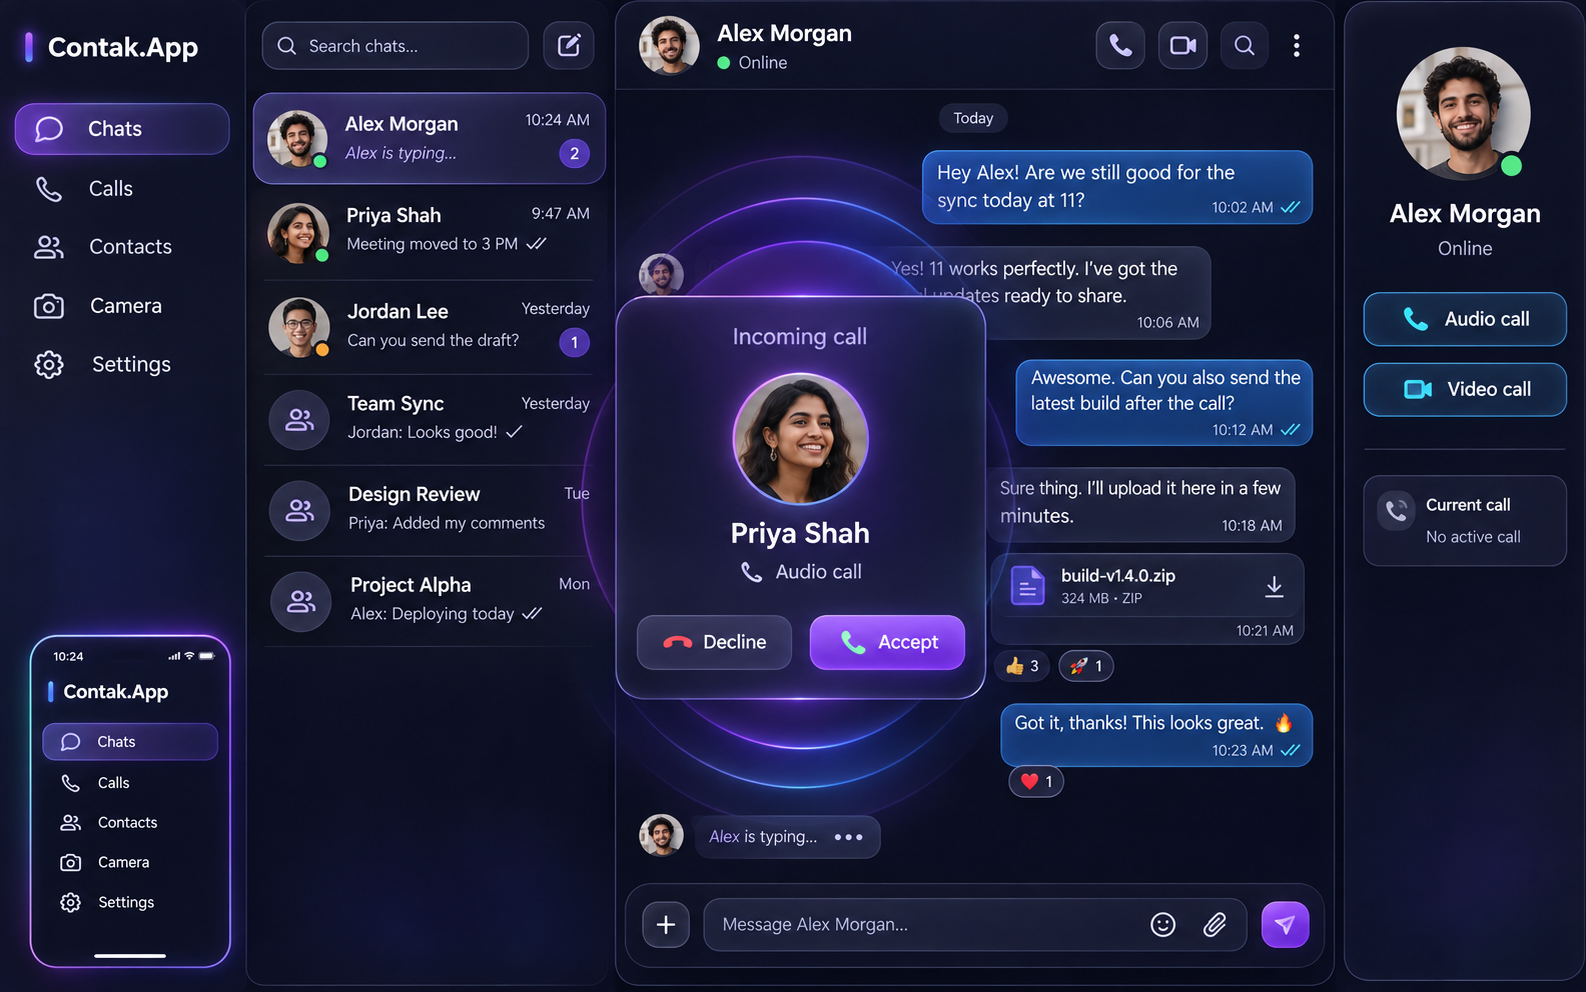 Contak.App
Chats
Calls
Contacts
Camera
Settings
10:24
Contak.App
Chats
Calls
Contacts
Camera
Settings
Search chats...
Alex Morgan
10:24 AM
Alex is typing...
2
Priya Shah
9:47 AM
Meeting moved to 3 PM
Jordan Lee
Yesterday
Can you send the draft?
1
Team Sync
Yesterday
Jordan: Looks good!
Design Review
Tue
Priya: Added my comments
Project Alpha
Mon
Alex: Deploying today
Alex Morgan
Online
Today
Hey Alex! Are we still good for the
sync today at 11?
10:02 AM
Yes! 11 works perfectly. I've got the
updates ready to share.
10:06 AM
Awesome. Can you also send the
latest build after the call?
10:12 AM
Sure thing. I'll upload it here in a few
minutes.
10:18 AM
build-v1.4.0.zip
324 MB • ZIP
10:21 AM
👍 3
🚀 1
Got it, thanks! This looks great. 🔥
10:23 AM
❤️ 1
Alex is typing...
Message Alex Morgan...
Incoming call
Priya Shah
Audio call
Decline
Accept
Alex Morgan
Online
Audio call
Video call
Current call
No active call